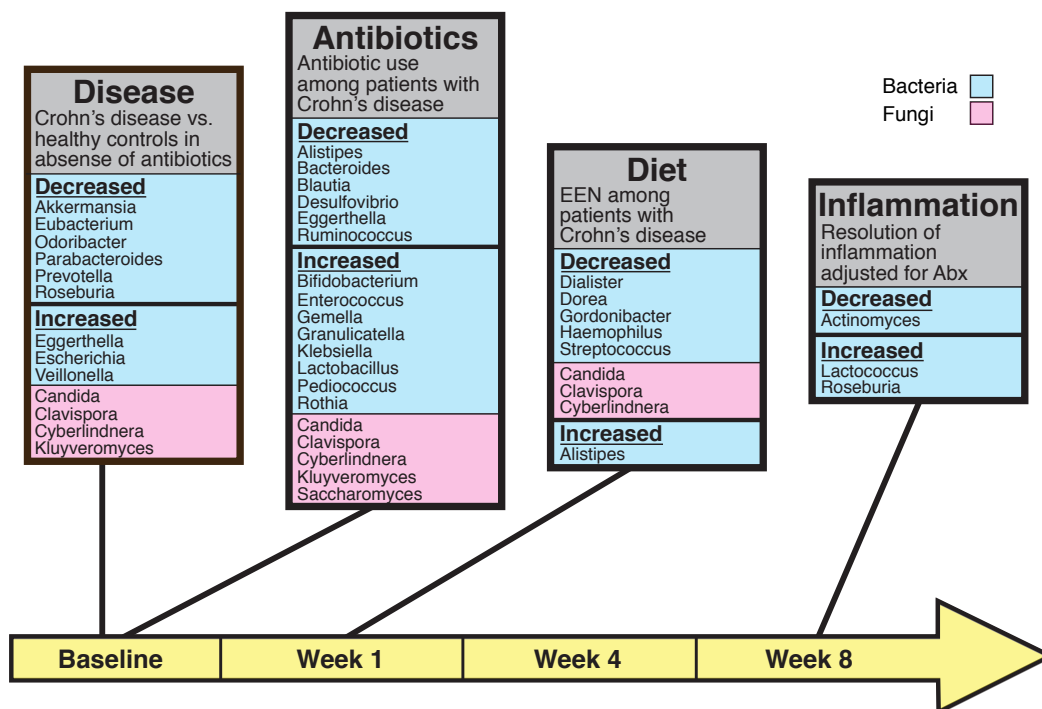 Disease
Crohn's disease vs.
healthy controls in
absense of antibiotics
Decreased
Akkermansia
Eubacterium
Odoribacter
Parabacteroides
Prevotella
Roseburia
Increased
Eggerthella
Escherichia
Veillonella
Candida
Clavispora
Cyberlindnera
Kluyveromyces
Antibiotics
Antibiotic use
among patients with
Crohn's disease
Decreased
Alistipes
Bacteroides
Blautia
Desulfovibrio
Eggerthella
Ruminococcus
Increased
Bifidobacterium
Enterococcus
Gemella
Granulicatella
Klebsiella
Lactobacillus
Pediococcus
Rothia
Candida
Clavispora
Cyberlindnera
Kluyveromyces
Saccharomyces
Diet
EEN among
patients with
Crohn's disease
Decreased
Dialister
Dorea
Gordonibacter
Haemophilus
Streptococcus
Candida
Clavispora
Cyberlindnera
Increased
Alistipes
Bacteria
Fungi
Inflammation
Resolution of
inflammation
adjusted for Abx
Decreased
Actinomyces
Increased
Lactococcus
Roseburia
Baseline
Week 1
Week 4
Week 8